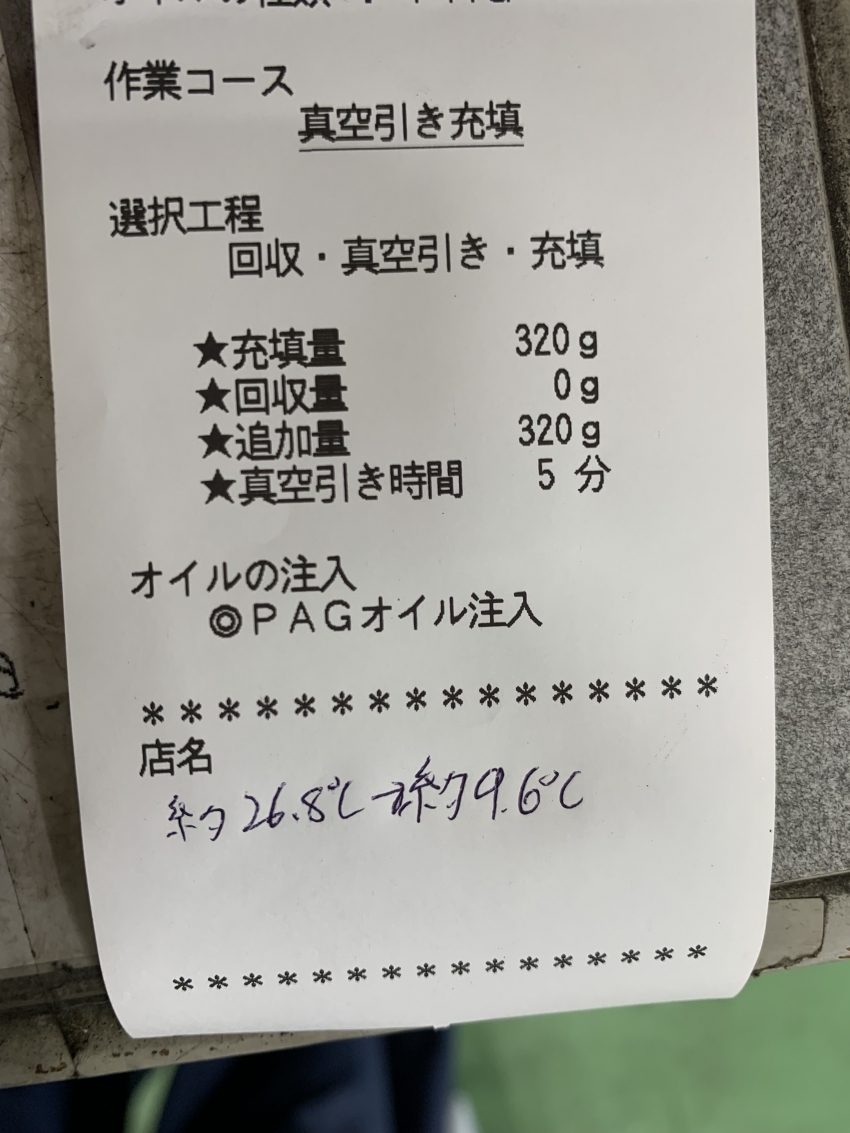 作業コース
真空引き充填
選択工程
回収・真空引き・充填
★充填量 320g
★回収量 0g
★追加量 320g
★真空引き時間 5 分
オイルの注入
◎PAGオイル注入
****************
店名
約26.8℃→約9.6℃
****************